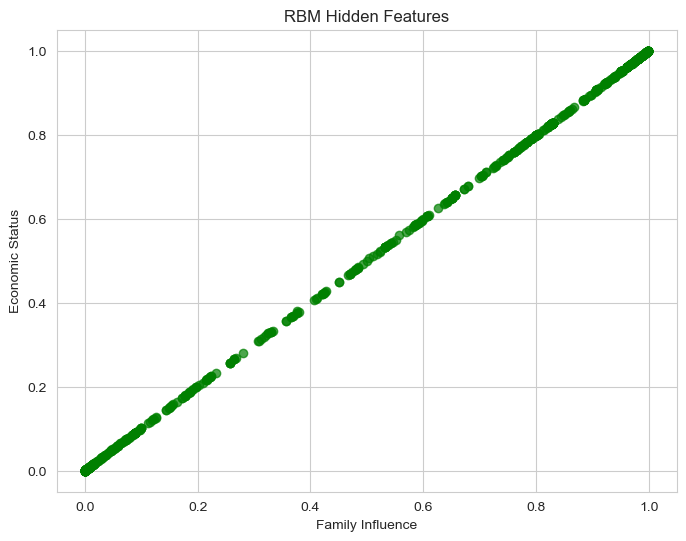 RBM Hidden Features
1.0
0.8
0.6
0.4
0.2
0.0
Economic Status
0.0 0.2 0.4 0.6 0.8 1.0
Family Influence